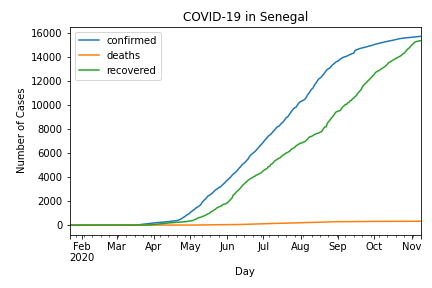 COVID-19 in Senegal
confirmed
deaths
recovered
Number of Cases
16000
14000
12000
10000
8000
6000
4000
2000
0
Feb Mar Apr May Jun Jul Aug Sep Oct Nov
2020
Day